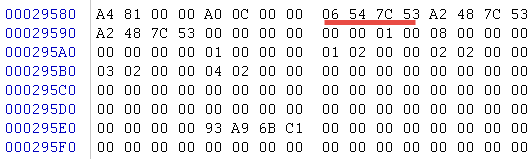 00029580 A4 81 00 00 A0 0C 00 00 06 54 7C 53 A2 48 7C 53
00029590 A2 48 7C 53 00 00 00 00 00 00 01 00 08 00 00 00
000295A0 00 00 00 00 01 00 00 00 01 02 00 00 02 02 00 00
000295B0 03 02 00 00 04 02 00 00 00 00 00 00 00 00 00 00
000295C0 00 00 00 00 00 00 00 00 00 00 00 00 00 00 00 00
000295D0 00 00 00 00 00 00 00 00 00 00 00 00 00 00 00 00
000295E0 00 00 00 00 93 A9 6B C1 00 00 00 00 00 00 00 00
000295F0 00 00 00 00 00 00 00 00 00 00 00 00 00 00 00 00